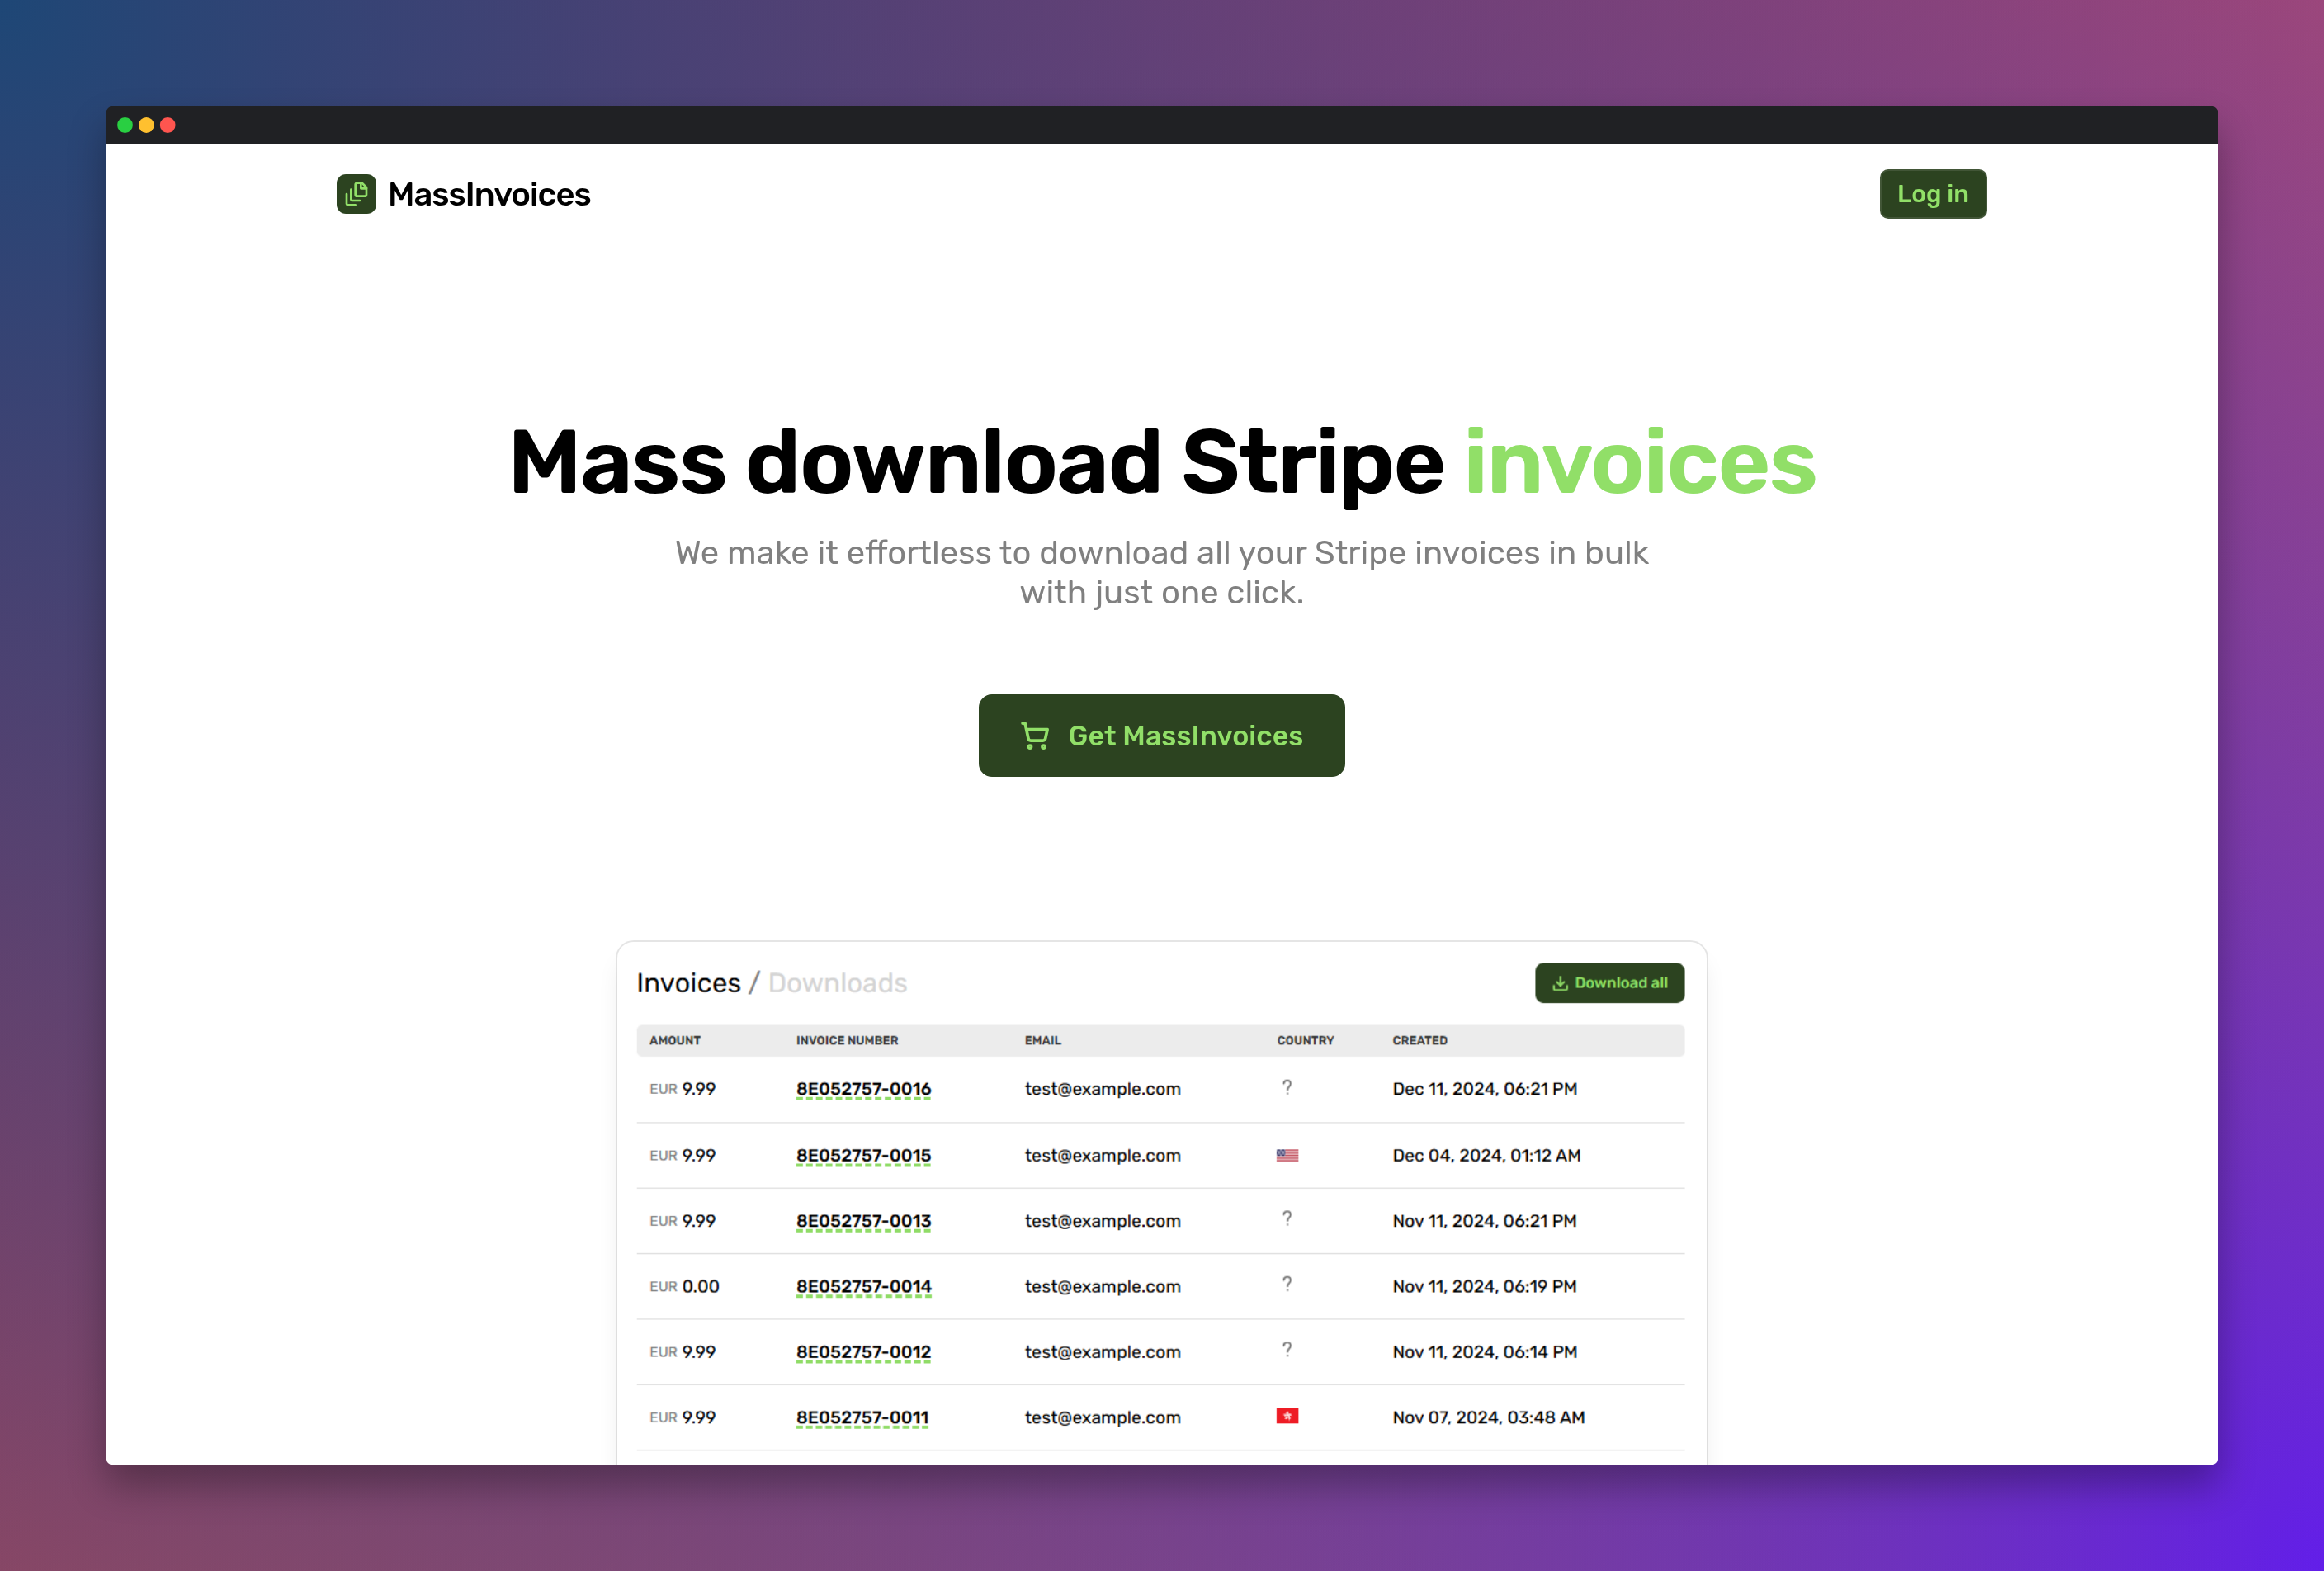 MassInvoices
Log in
Mass download Stripe invoices
We make it effortless to download all your Stripe invoices in bulk
with just one click.
Get MassInvoices
Invoices / Downloads
Download all
AMOUNT INVOICE NUMBER EMAIL COUNTRY CREATED
EUR 9.99 8E052757-0016 test@example.com ? Dec 11, 2024, 06:21 PM
EUR 9.99 8E052757-0015 test@example.com Dec 04, 2024, 01:12 AM
EUR 9.99 8E052757-0013 test@example.com ? Nov 11, 2024, 06:21 PM
EUR 0.00 8E052757-0014 test@example.com ? Nov 11, 2024, 06:19 PM
EUR 9.99 8E052757-0012 test@example.com ? Nov 11, 2024, 06:14 PM
EUR 9.99 8E052757-0011 test@example.com Nov 07, 2024, 03:48 AM